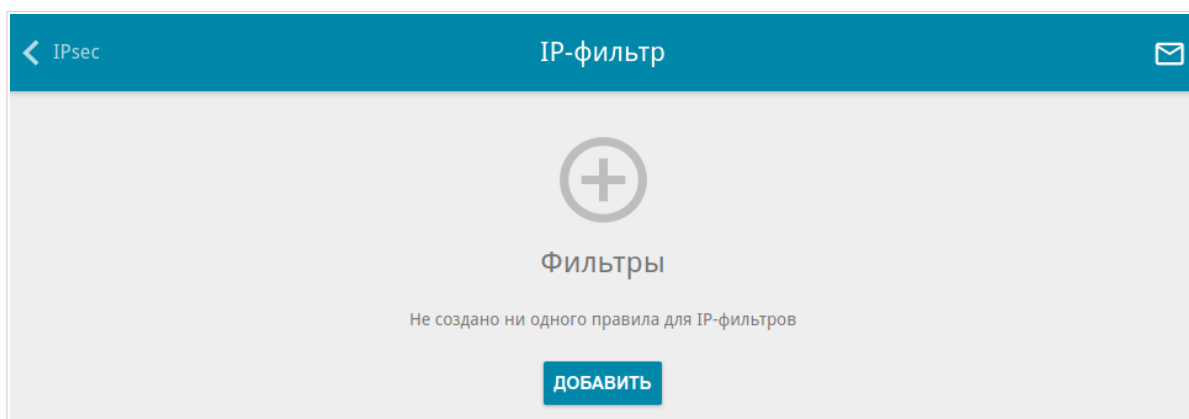 IPsec
IP-фильтр
Фильтры
Не создано ни одного правила для IP-фильтров
ДОБАВИТЬ